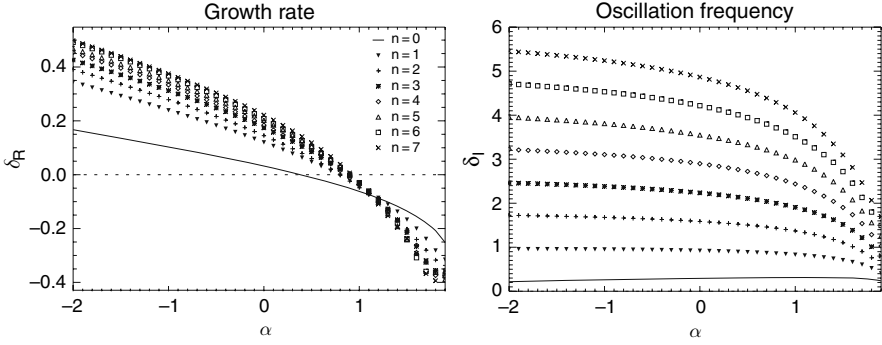 Growth rate
0.4
0.2
0.0
−0.2
−0.4
δR
−2
−1
0
1
α
n = 0
n = 1
n = 2
n = 3
n = 4
n = 5
n = 6
n = 7
Oscillation frequency
6
5
4
3
2
1
0
δI
−2
−1
0
1
α